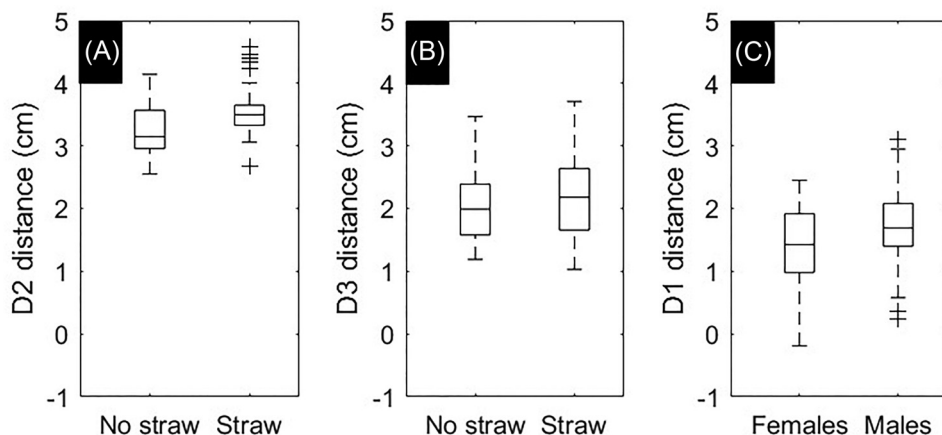 (A)
D2 distance (cm)
5
4
3
2
1
0
-1
No straw Straw
(B)
D3 distance (cm)
5
4
3
2
1
0
-1
No straw Straw
(C)
D1 distance (cm)
5
4
3
2
1
0
-1
Females Males